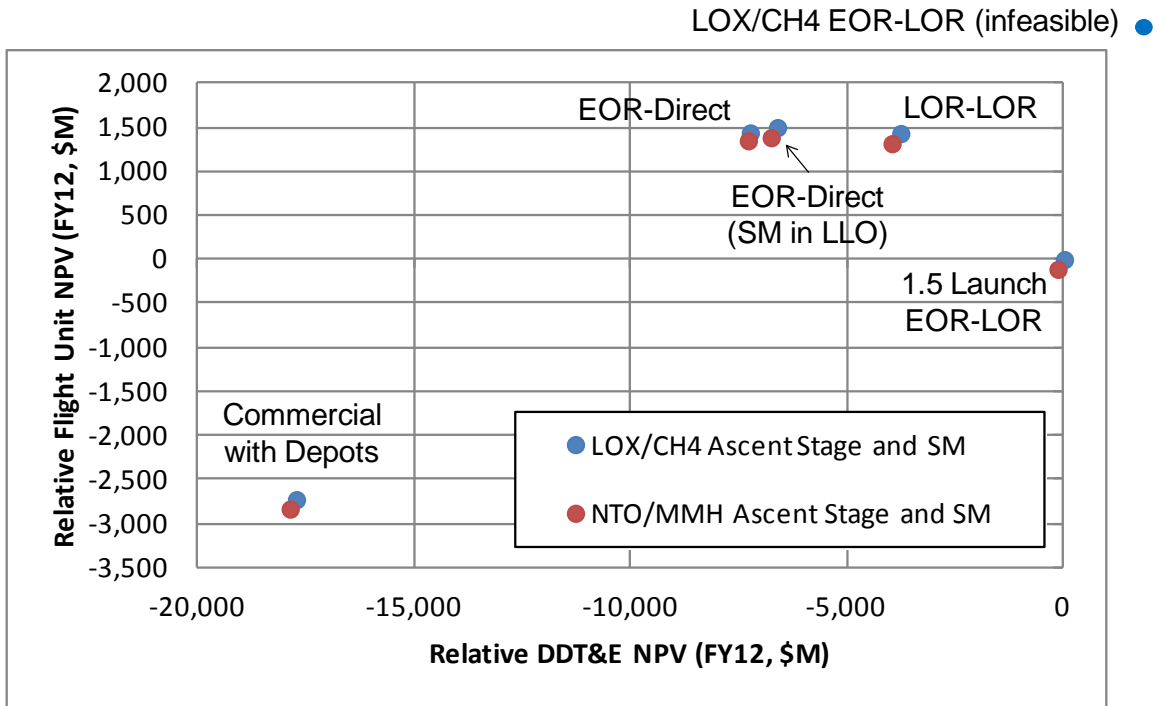 LOX/CH4 EOR-LOR (infeasible)
2,000
1,500
1,000
500
0
-500
-1,000
-1,500
-2,000
-2,500
-3,000
-3,500
Relative Flight Unit NPV (FY12, $M)
EOR-Direct
LOR-LOR
EOR-Direct
(SM in LLO)
1.5 Launch
EOR-LOR
Commercial
with Depots
LOX/CH4 Ascent Stage and SM
NTO/MMH Ascent Stage and SM
-20,000
-15,000
-10,000
-5,000
0
Relative DDT&E NPV (FY12, $M)